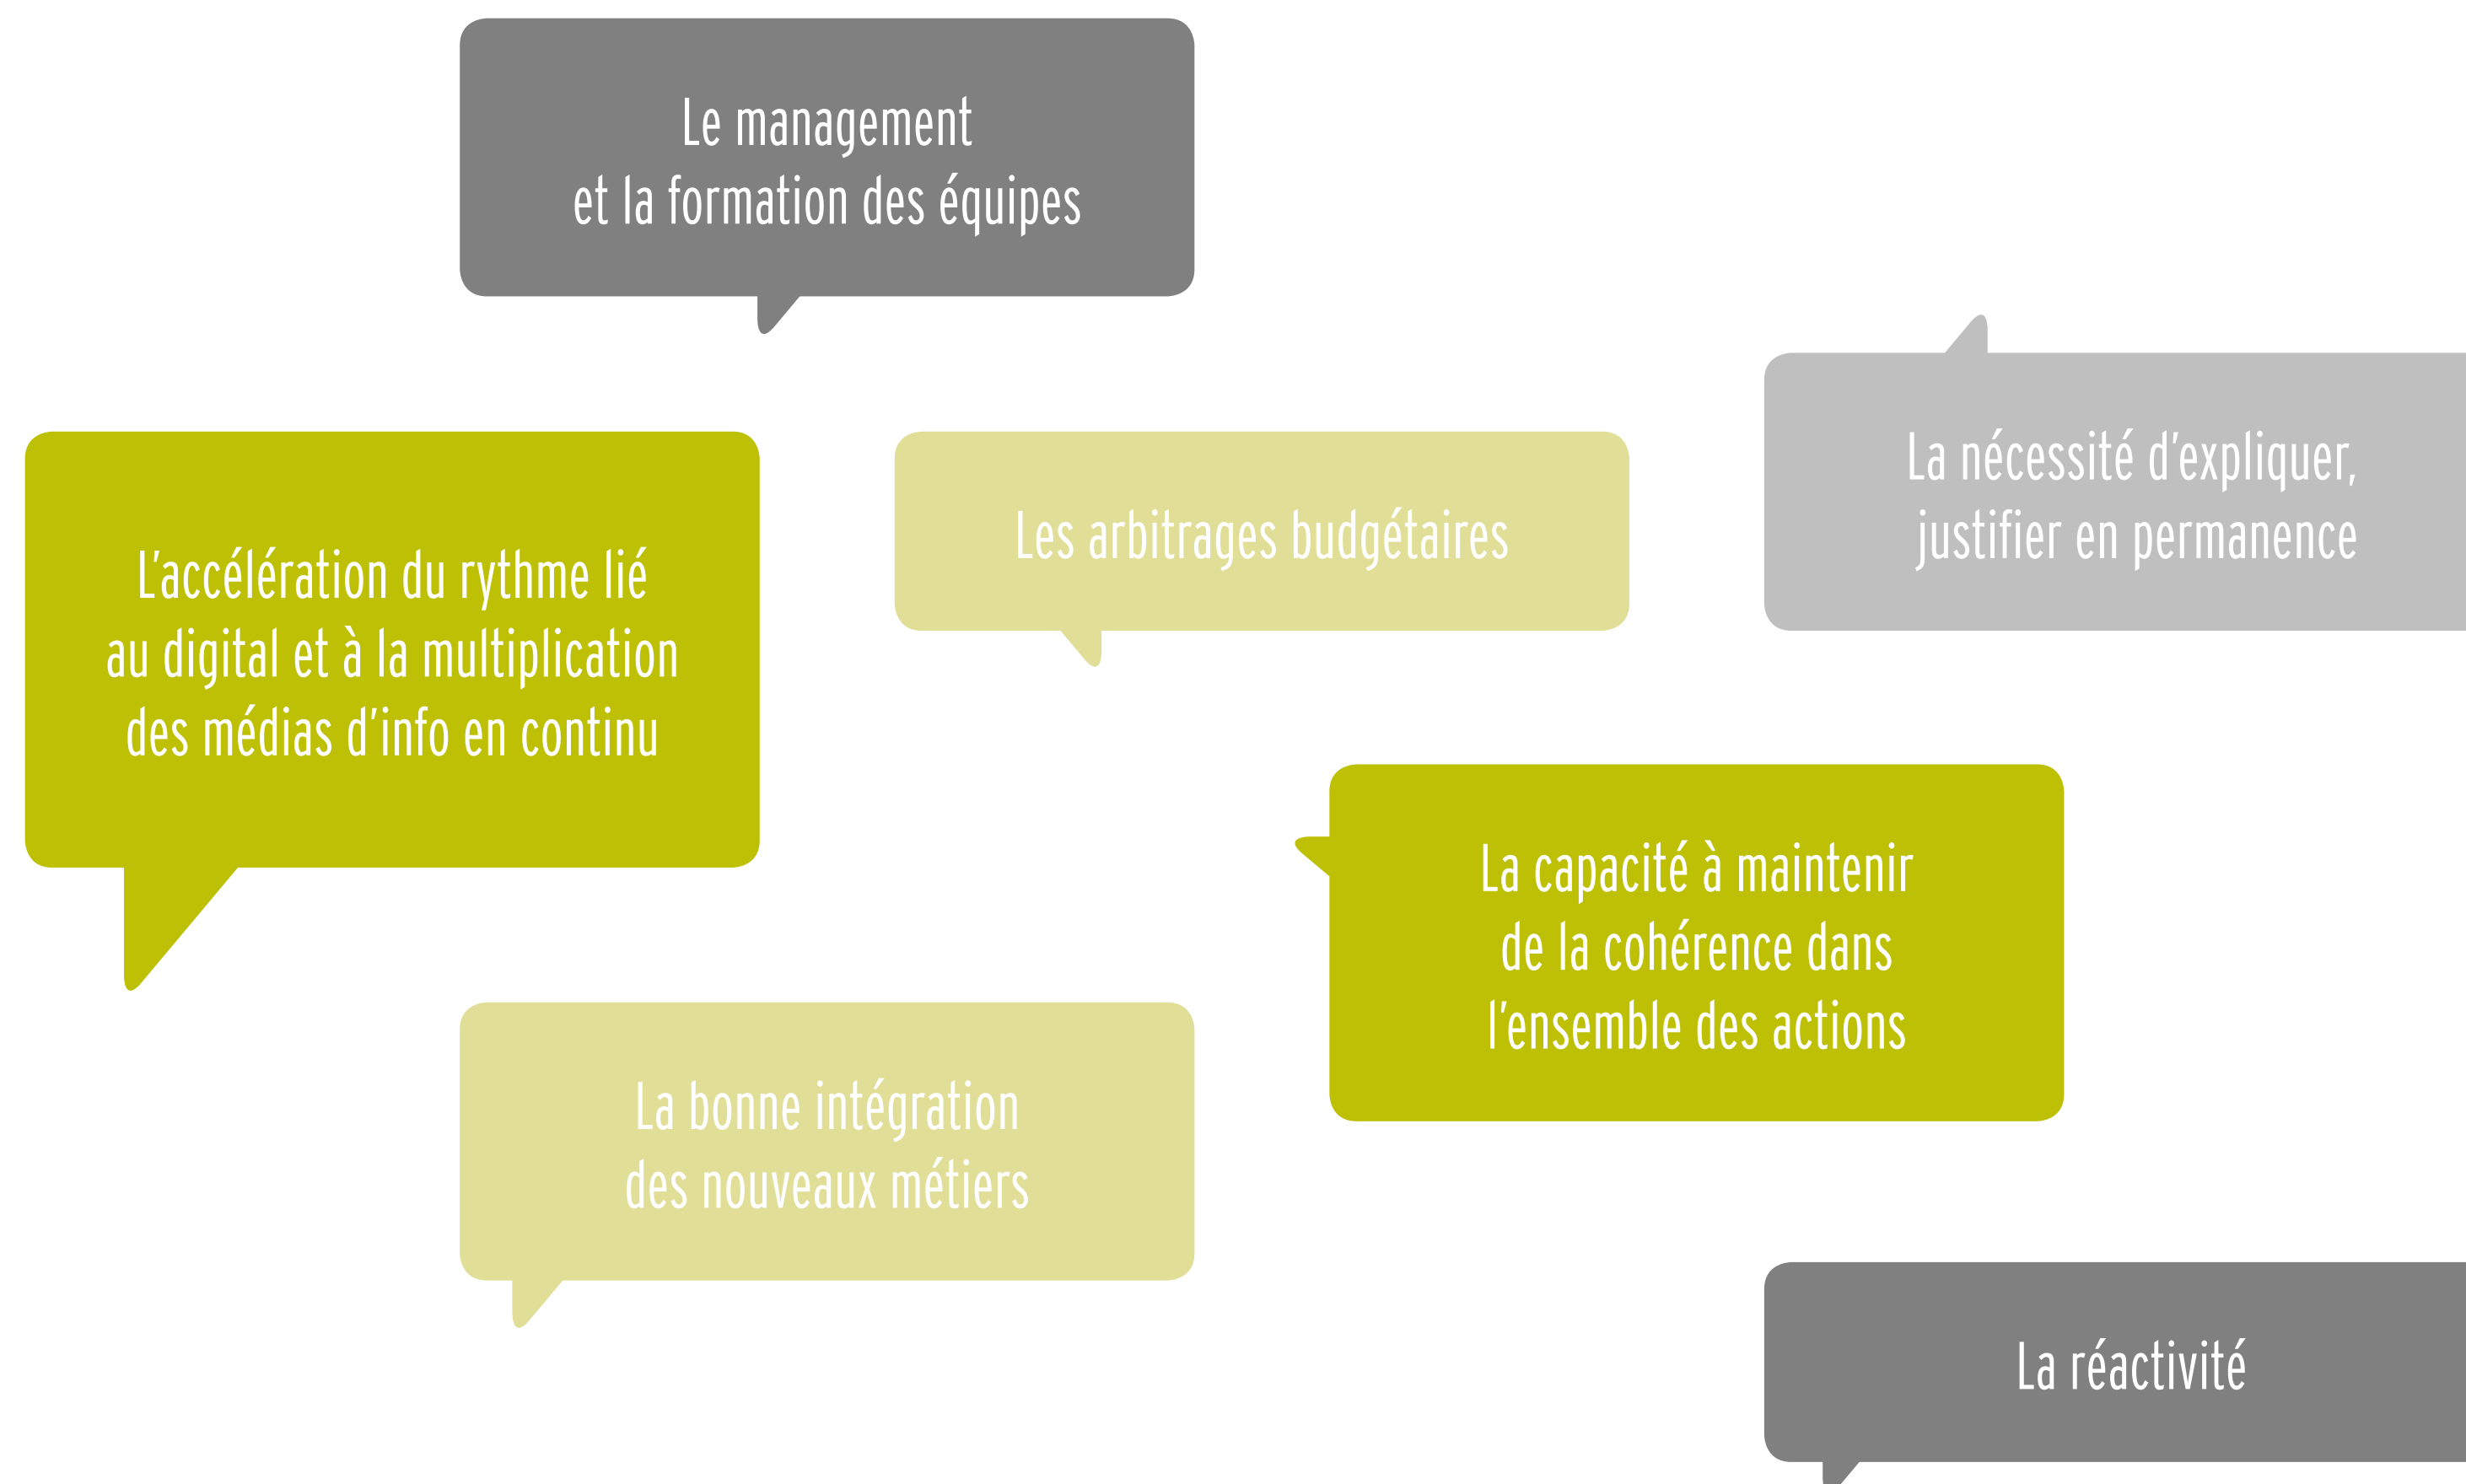 Le management
et la formation des équipes
La nécessité d'expliquer,
justifier en permanence
Les arbitrages budgétaires
L'accélération du rythme lié
au digital et à la multiplication
des médias d'info en continu
La capacité à maintenir
de la cohérence dans
l'ensemble des actions
La bonne intégration
des nouveaux métiers
La réactivité